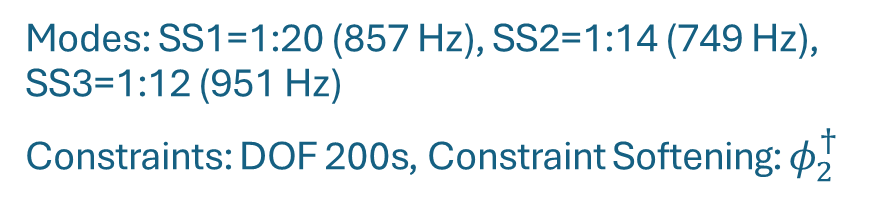 Modes: SS1=1:20 (857 Hz), SS2=1:14 (749 Hz),
SS3=1:12 (951 Hz)
Constraints: DOF 200s, Constraint Softening: ϕ₂†